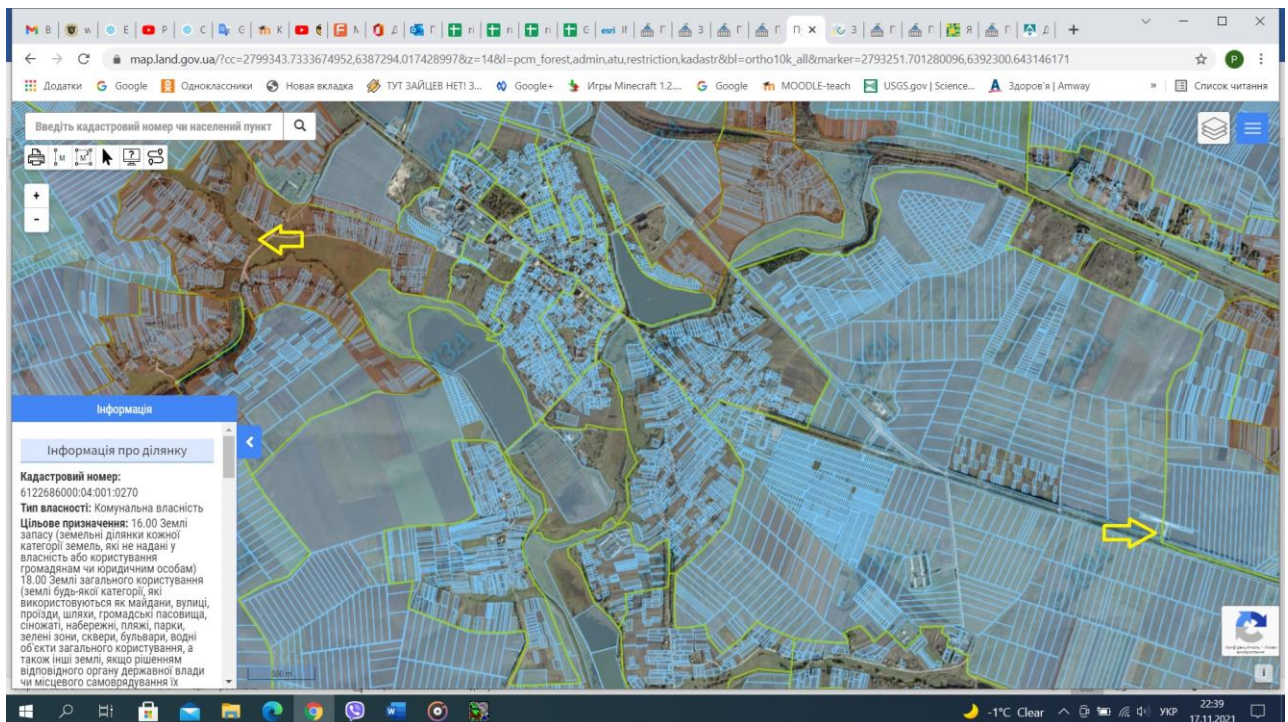 map.land.gov.ua/?cc=2799343.7333674952,6387294.017428997&z=14&l=pcm_forest,admin,atu,restriction,kadastr&bl=ortho10k_all&marker=2793251.701280096,6392300.643146171
Додатки Google Одноклассники Новая вкладка ТУТ ЗАЙЦЕВ НЕТ! З... Google+ Игры Minecraft 1.2.... Google MOODLE-teach USGS.gov | Science... Здоров'я | Amway » Список читання
Введіть кадастровий номер чи населений пункт
+
-
Інформація
Інформація про ділянку
Кадастровий номер:
6122686000:04:001:0270
Тип власності: Комунальна власність
Цільове призначення: 16.00 Землі
запасу (земельні ділянки кожної
категорії земель, які не надані у
власність або користування
громадянам чи юридичним особам)
18.00 Землі загального користування
(землі будь-якої категорії, які
використовуються як майдани, вулиці,
проїзди, шляхи, громадські пасовища,
сіножаті, набережні, пляжі, парки,
зелені зони, сквери, бульвари, водні
об'єкти загального користування, а
також інші землі, якщо рішенням
відповідного органу державної влади
чи місцевого самоврядування їх
500 m
-1°C Clear УКР 22:39
17.11.2021